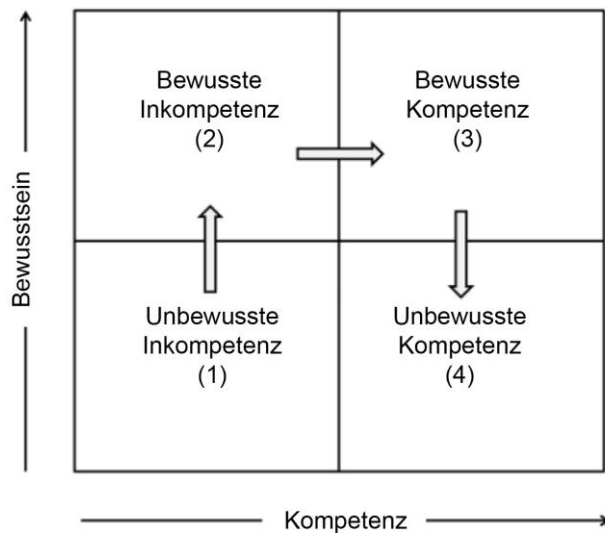 Bewusste
Inkompetenz
(2)
Bewusste
Kompetenz
(3)
Unbewusste
Inkompetenz
(1)
Unbewusste
Kompetenz
(4)
Bewusstsein
Kompetenz